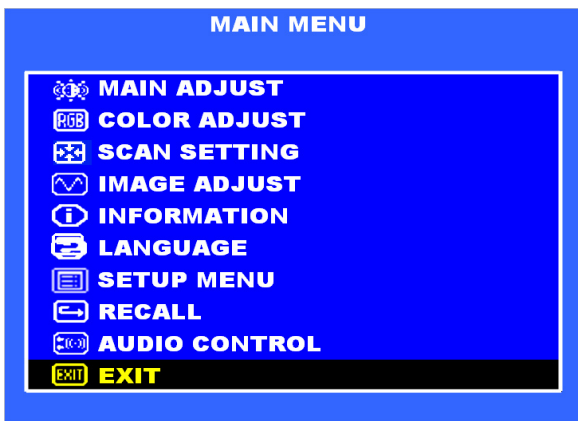 MAIN MENU
MAIN ADJUST
RGB COLOR ADJUST
SCAN SETTING
IMAGE ADJUST
i INFORMATION
LANGUAGE
SETUP MENU
RECALL
AUDIO CONTROL
EXIT EXIT